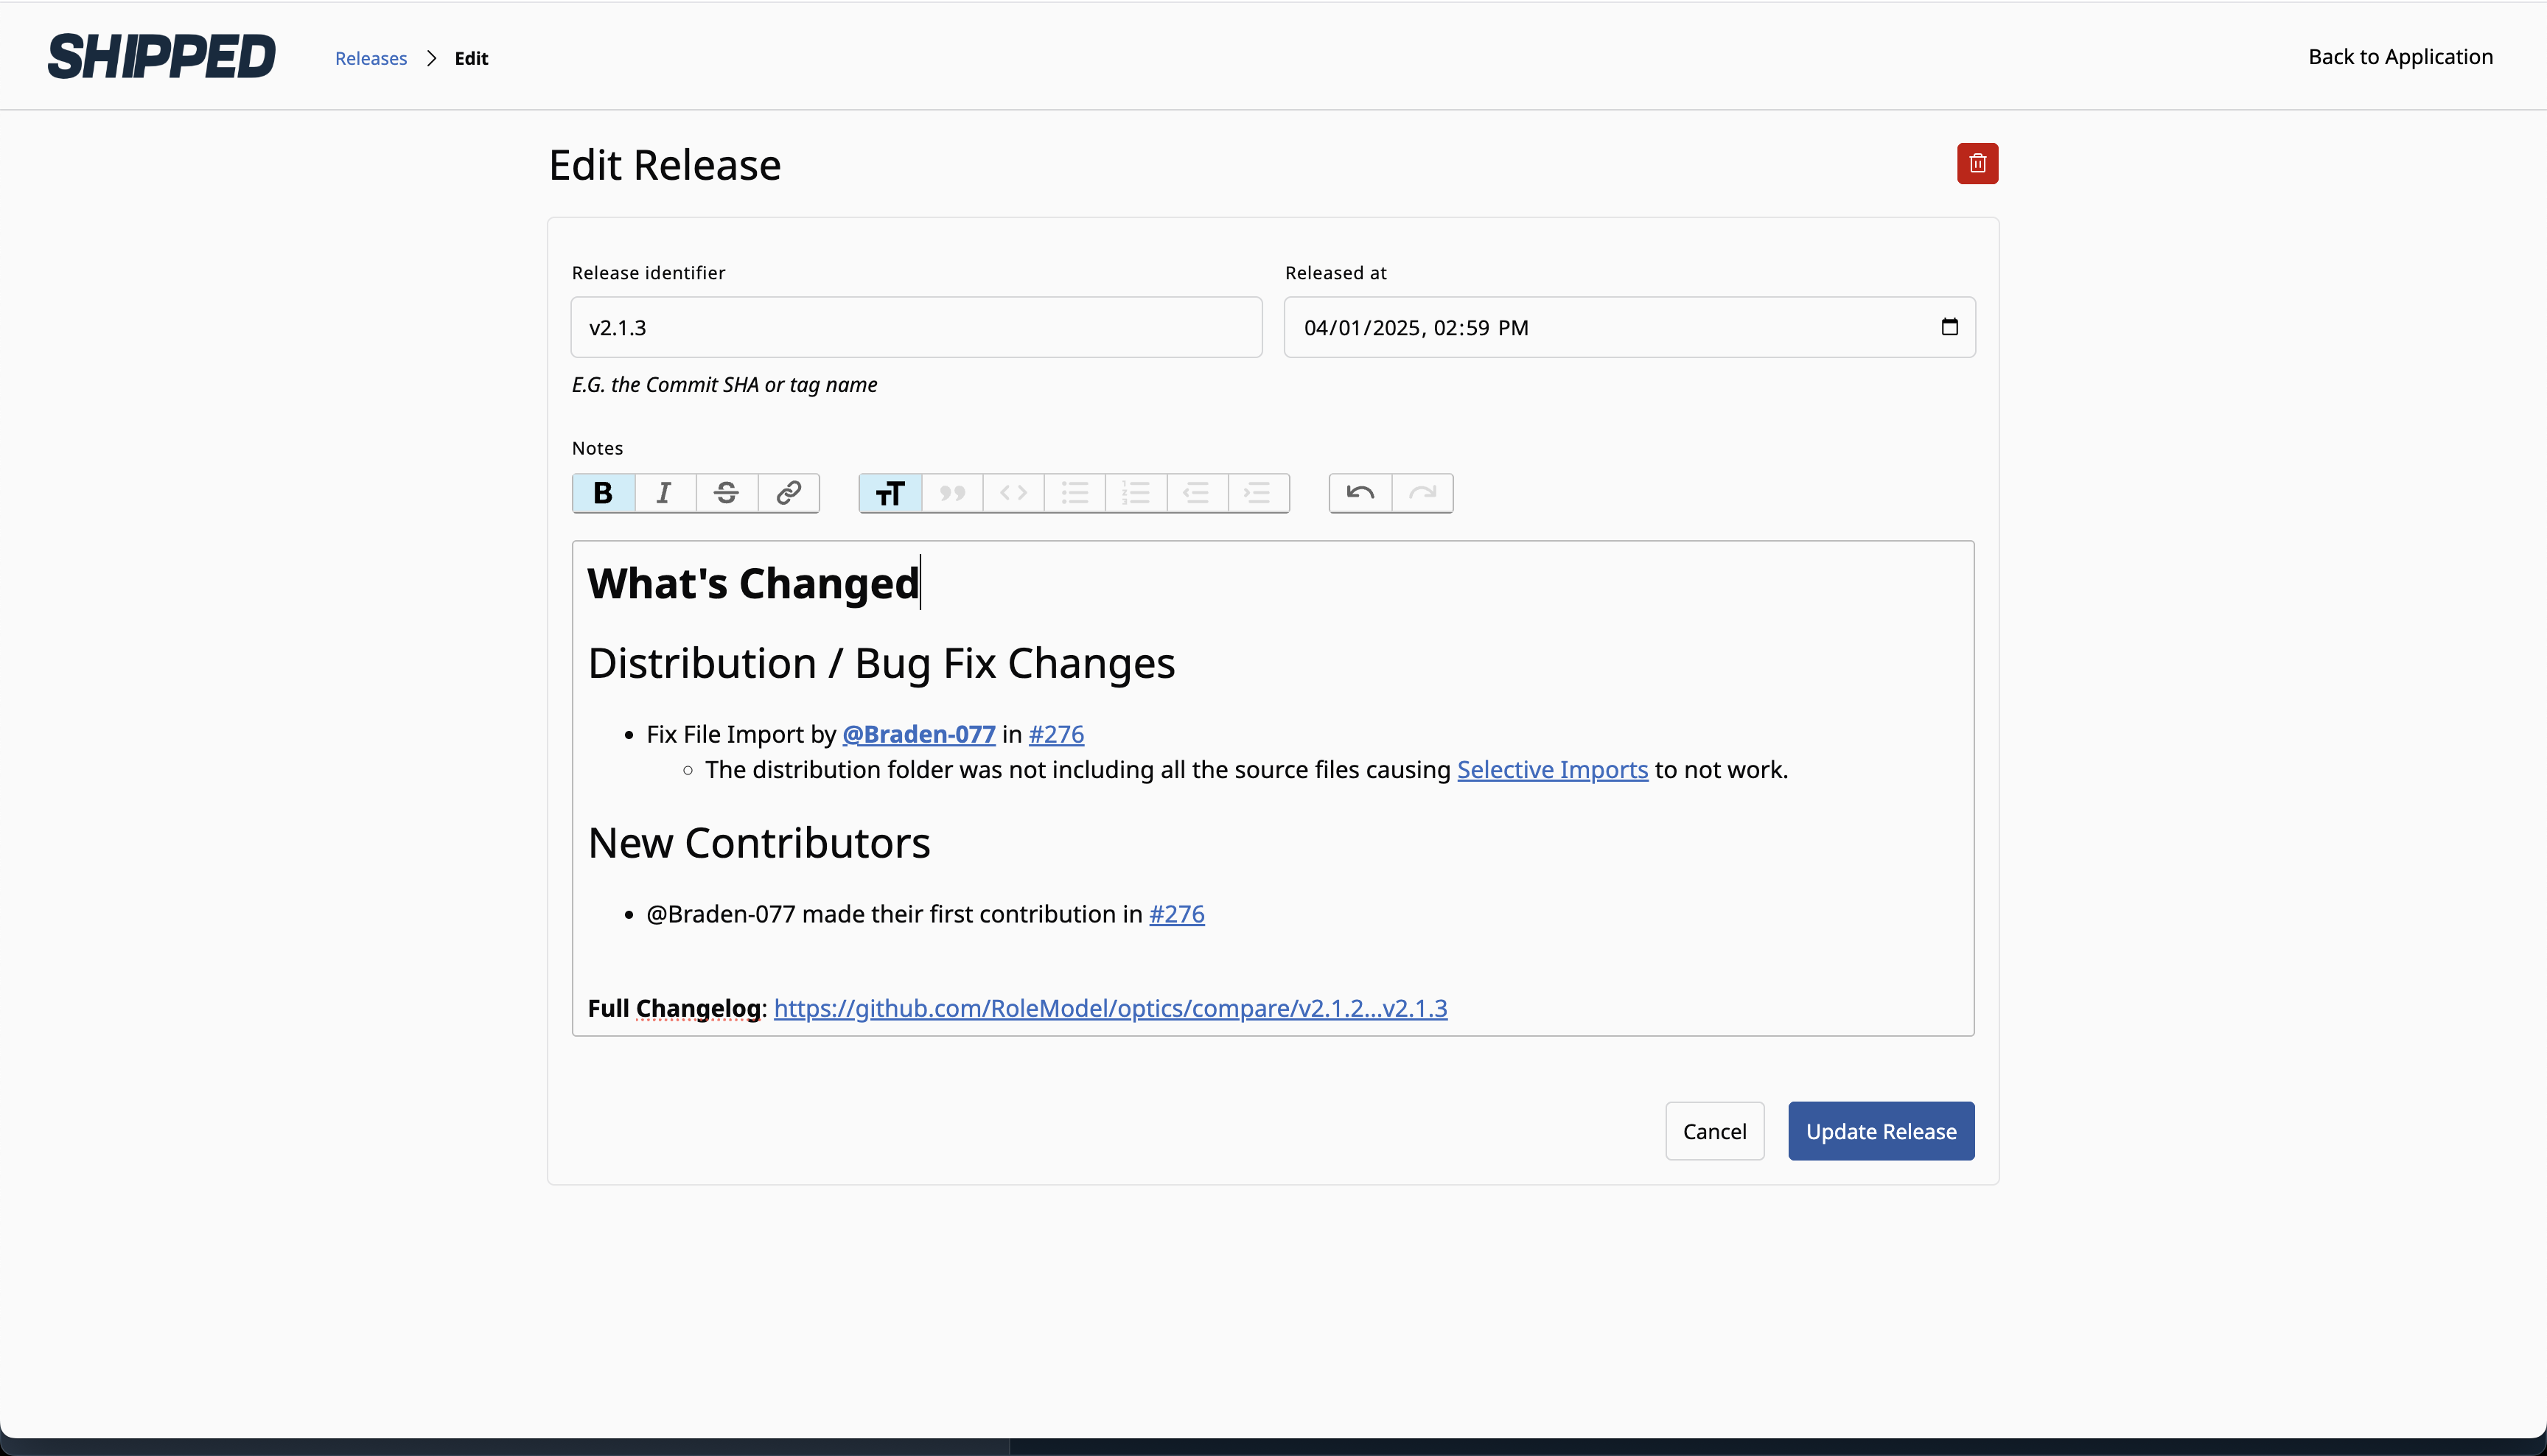 SHIPPED
Releases > Edit
Back to Application
Edit Release
Release identifier
Released at
v2.1.3
04/01/2025, 02:59 PM
E.G. the Commit SHA or tag name
Notes
What's Changed
Distribution / Bug Fix Changes
• Fix File Import by @Braden-077 in #276
○ The distribution folder was not including all the source files causing Selective Imports to not work.
New Contributors
• @Braden-077 made their first contribution in #276
Full Changelog: https://github.com/RoleModel/optics/compare/v2.1.2...v2.1.3
Cancel
Update Release